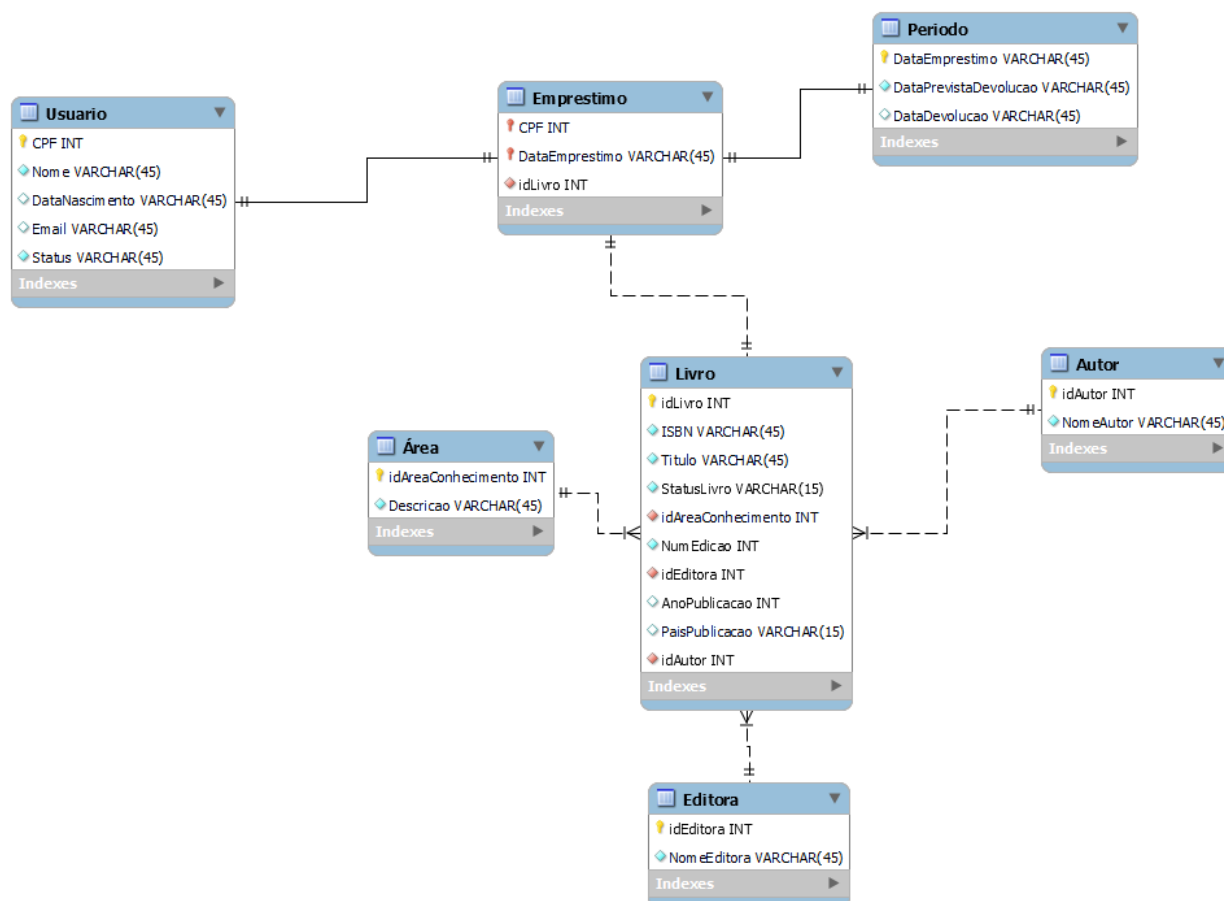 Periodo
DataEmprestimo VARCHAR(45)
DataPrevistaDevolucao VARCHAR(45)
DataDevolucao VARCHAR(45)
Indexes
Emprestimo
CPF INT
DataEmprestimo VARCHAR(45)
idLivro INT
Indexes
Usuario
CPF INT
Nome VARCHAR(45)
DataNascimento VARCHAR(45)
Email VARCHAR(45)
Status VARCHAR(45)
Indexes
Livro
idLivro INT
ISBN VARCHAR(45)
Titulo VARCHAR(45)
StatusLivro VARCHAR(15)
idAreaConhecimento INT
NumEdicao INT
idEditora INT
AnoPublicacao INT
PaisPublicacao VARCHAR(15)
idAutor INT
Indexes
Autor
idAutor INT
NomeAutor VARCHAR(45)
Indexes
Área
idAreaConhecimento INT
Descricao VARCHAR(45)
Indexes
Editora
idEditora INT
NomeEditora VARCHAR(45)
Indexes